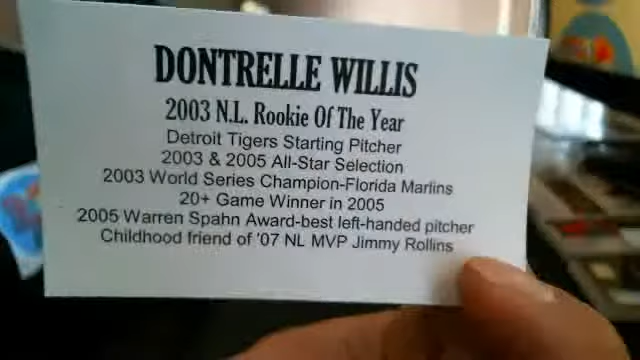 DONTRELLE WILLIS
2003 N.L. Rookie Of The Year
Detroit Tigers Starting Pitcher
2003 & 2005 All-Star Selection
2003 World Series Champion-Florida Marlins
20+ Game Winner in 2005
2005 Warren Spahn Award-best left-handed pitcher
Childhood friend of '07 NL MVP Jimmy Rollins